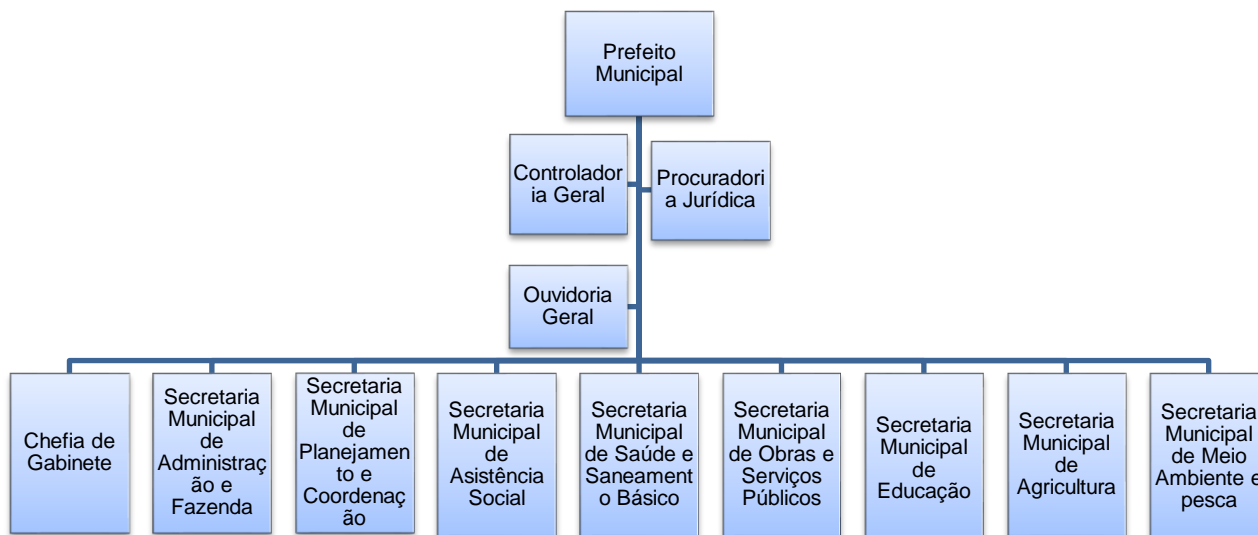 Prefeito
Municipal
Controlador
ia Geral
Procuradori
a Jurídica
Ouvidoria
Geral
Chefia de
Gabinete
Secretaria
Municipal
de
Administraç
ão e
Fazenda
Secretaria
Municipal
de
Planejamen
to e
Coordenaç
ão
Secretaria
Municipal
de
Asistência
Social
Secretaria
Municipal
de Saúde e
Saneament
o Básico
Secretaria
Municipal
de Obras e
Serviços
Públicos
Secretaria
Municipal
de
Educação
Secretaria
Municipal
de
Agricultura
Secretaria
Municipal
de Meio
Ambiente e
pesca